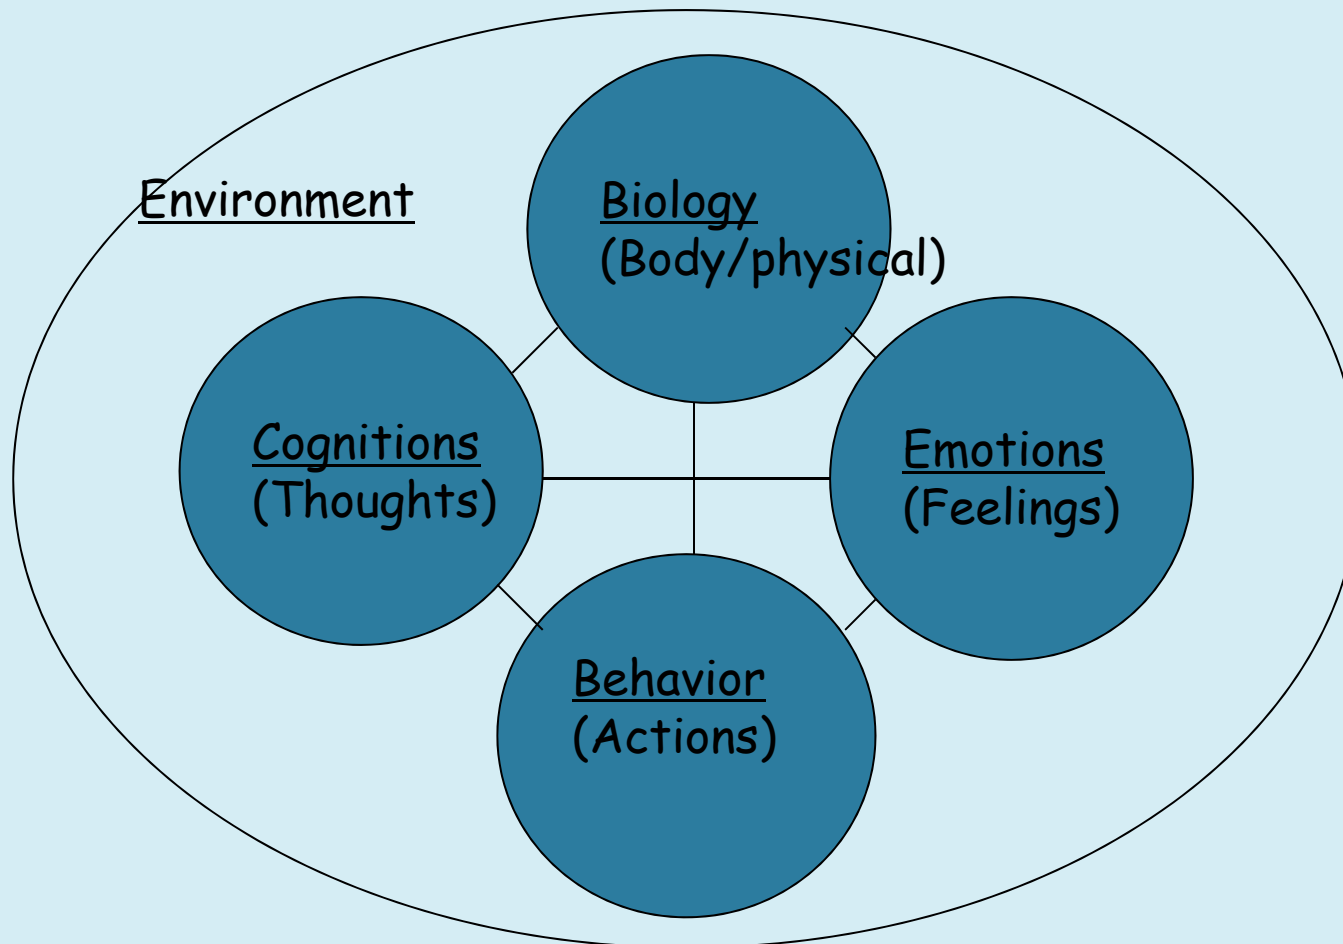 Environment
Biology
(Body/physical)
Cognitions
(Thoughts)
Emotions
(Feelings)
Behavior
(Actions)